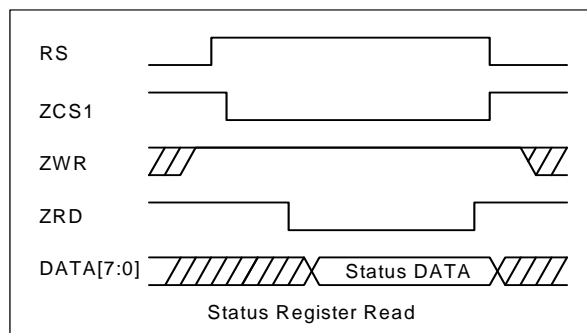 RS
ZCS1
ZWR
ZRD
DATA[7:0]
Status DATA
Status Register Read